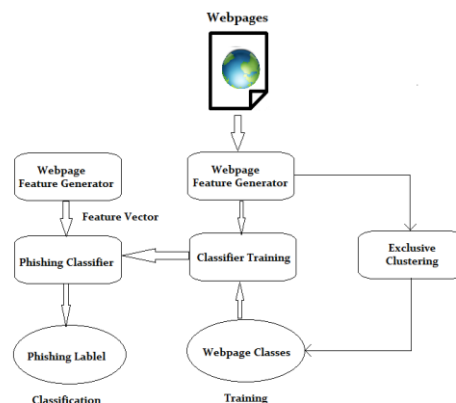 Webpages
Webpage
Feature Generator
Webpage
Feature Generator
Feature Vector
Phishing Classifier
Classifier Training
Exclusive
Clustering
Phishing Lablel
Webpage Classes
Classification
Training